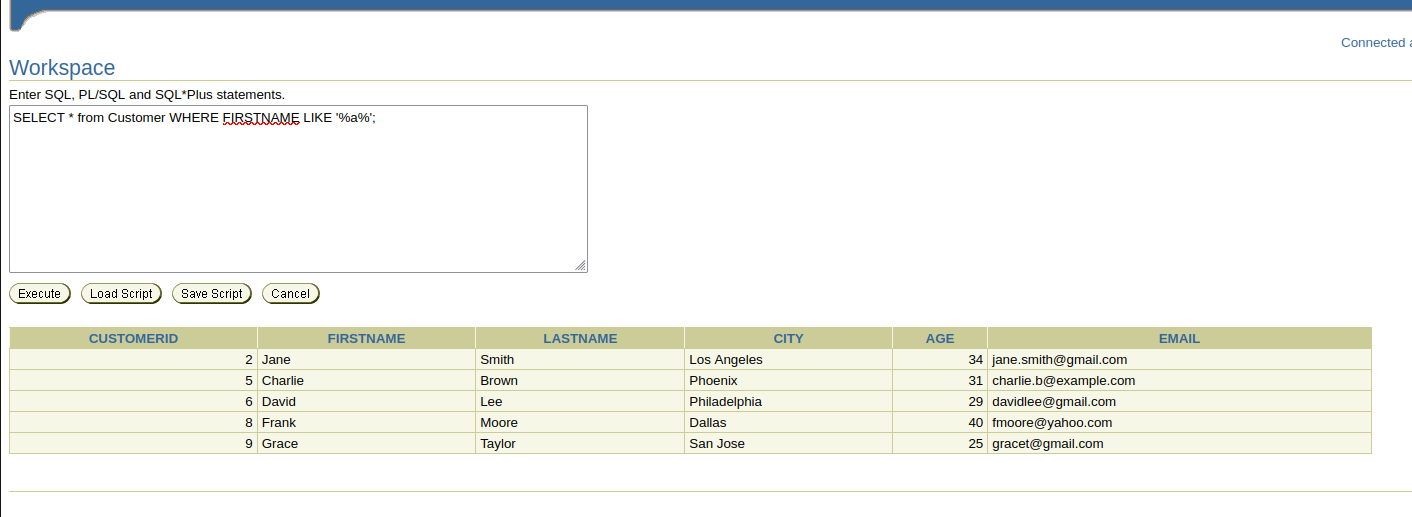 Connected
Workspace
Enter SQL, PL/SQL and SQL*Plus statements.
SELECT * from Customer WHERE FIRSTNAME LIKE '%a%';
Execute Load Script Save Script Cancel
CUSTOMERID FIRSTNAME LASTNAME CITY AGE EMAIL
2 Jane Smith Los Angeles 34 jane.smith@gmail.com
5 Charlie Brown Phoenix 31 charlie.b@example.com
6 David Lee Philadelphia 29 davidlee@gmail.com
8 Frank Moore Dallas 40 fmoore@yahoo.com
9 Grace Taylor San Jose 25 gracet@gmail.com